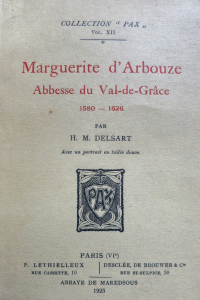 COLLECTION “ PAX „
VOL. XII
Marguerite d'Arbouze
Abbesse du Val-de-Grâce
1580 — 1626
PAR
H. M. DELSART
Avec un portrait en taille douce.
PAX
PARIS (VIe)
P. LETHIELLEUX
RUE CASSETTE, 10
DESCLÉE, DE BROUWER & Cie
RUE ST-SULPICE, 30
ABBAYE DE MAREDSOUS
1923